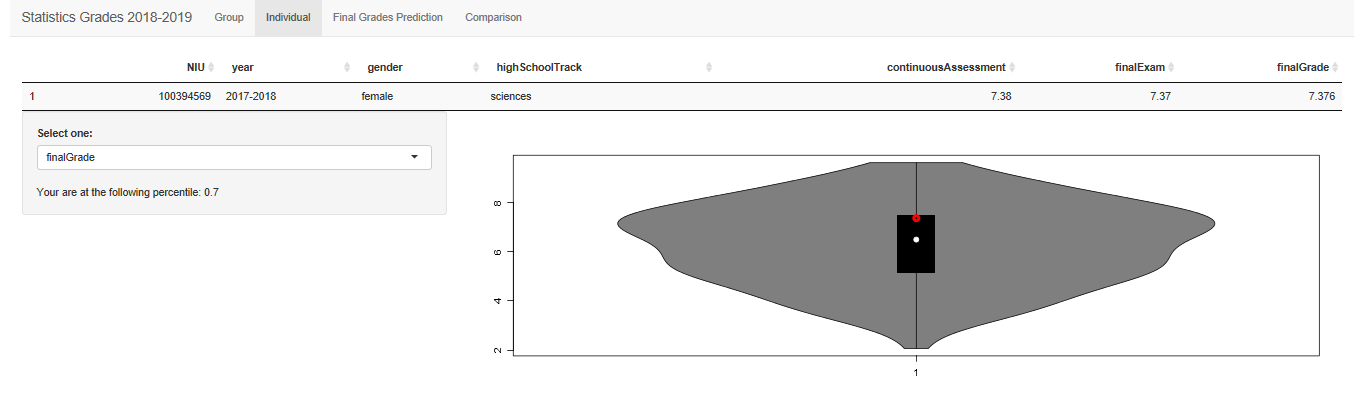 Statistics Grades 2018-2019 Group Individual Final Grades Prediction Comparison
NIU year gender highSchoolTrack continuousAssessment finalExam finalGrade
1 100394569 2017-2018 female sciences 7.38 7.37 7.376
Select one:
finalGrade
Your are at the following percentile: 0.7
8
6
4
2
1